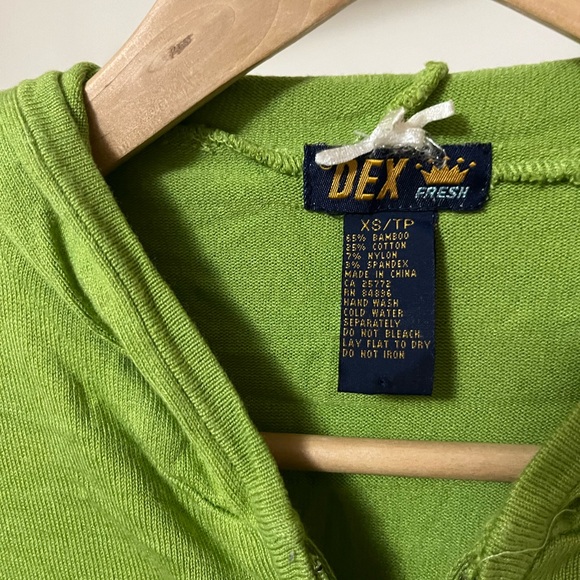 DEX FRESH
XS/TP
65% BAMBOO
25% COTTON
7% NYLON
3% SPANDEX
MADE IN CHINA
CA 25772
RN 84896
HAND WASH
COLD WATER
SEPARATELY
DO NOT BLEACH
LAY FLAT TO DRY
DO NOT IRON